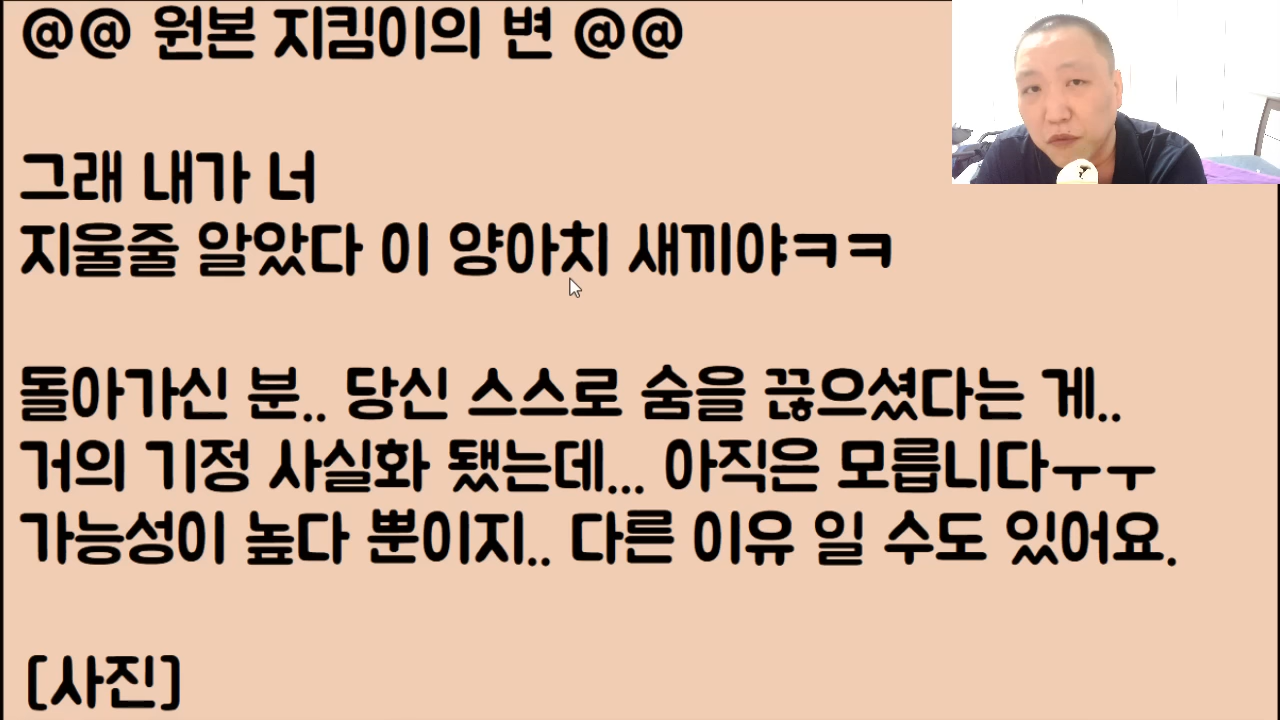 @@ 원본 지킴이의 변 @@
그래 내가 너
지울줄 알았다 이 양아치 새끼야ㅋㅋ
돌아가신 분.. 당신 스스로 숨을 끊으셨다는 게..
거의 기정 사실화 됐는데... 아직은 모릅니다ㅜㅜ
가능성이 높다 뿐이지.. 다른 이유 일 수도 있어요.
[사진]